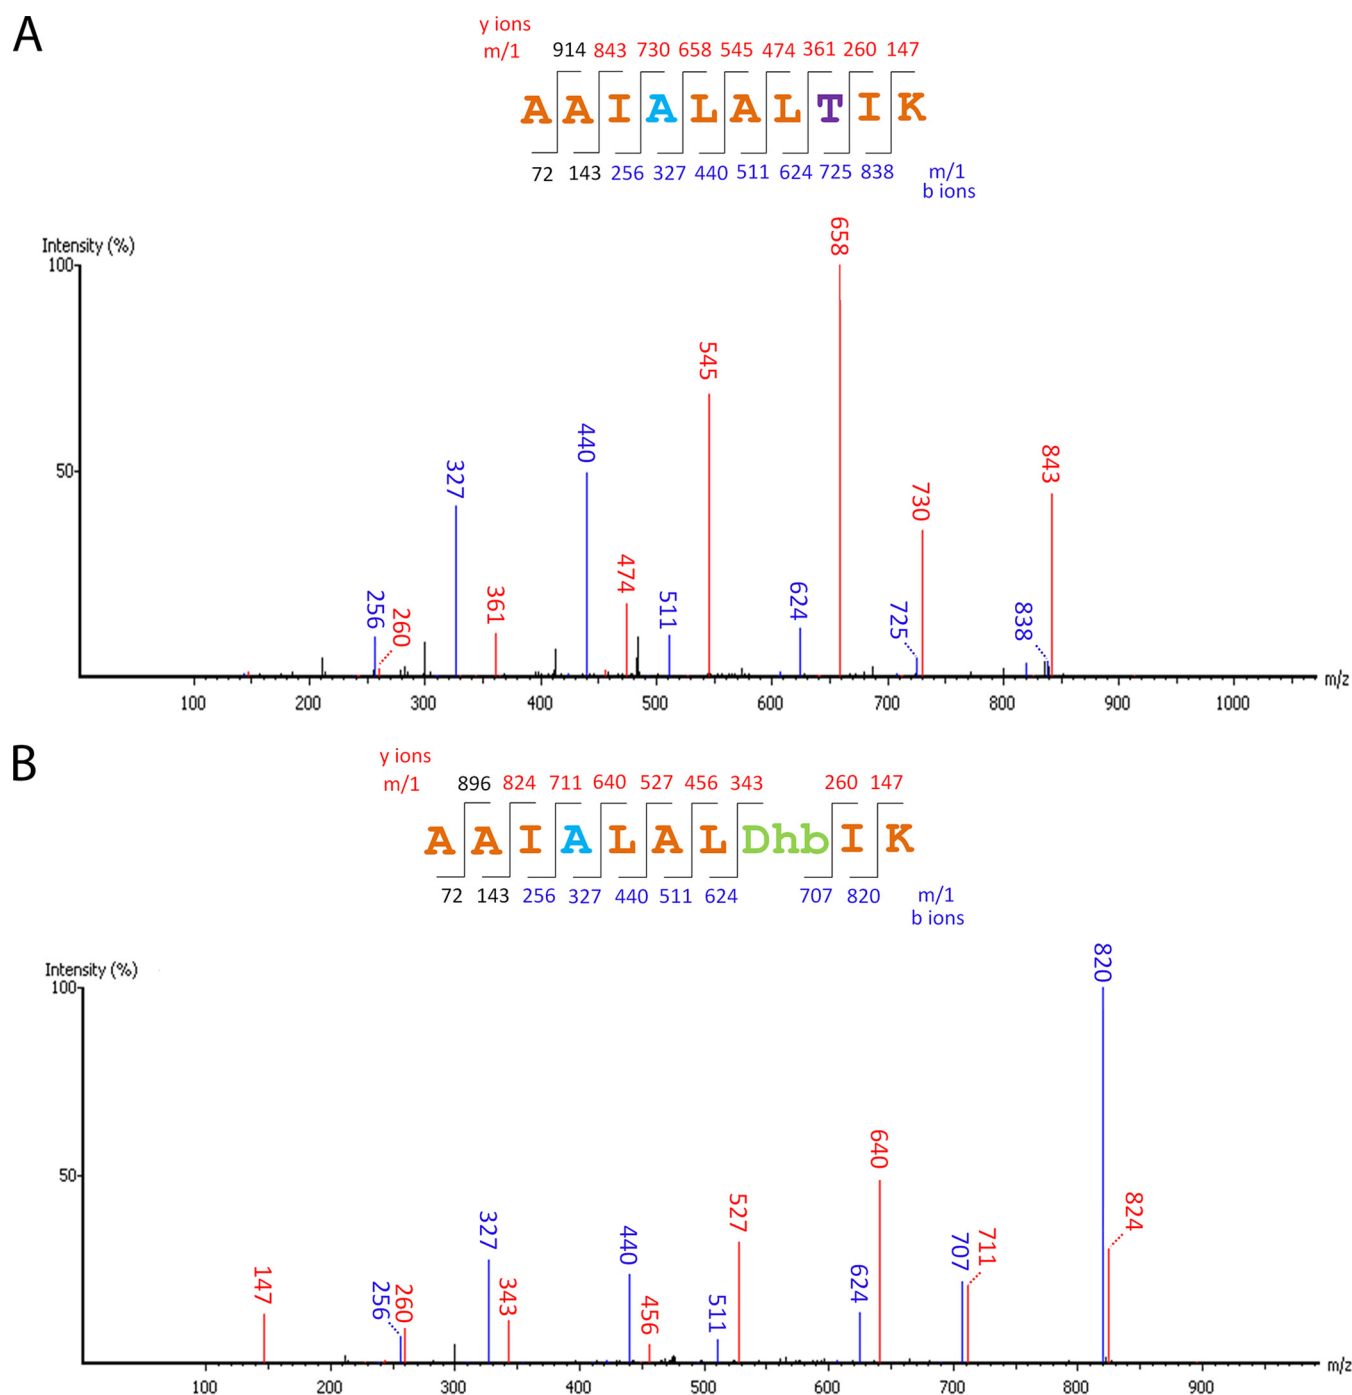 A
y ions
m/1 914 843 730 658 545 474 361 260 147
A A I A L A L T I K
72 143 256 327 440 511 624 725 838 m/1
b ions
Intensity (%)
100
50
256
260
327
361
440
474
511
545
624
658
725
730
838
843
100 200 300 400 500 600 700 800 900 1000 m/z
B
y ions
m/1 896 824 711 640 527 456 343 260 147
A A I A L A L Dhb I K
72 143 256 327 440 511 624 707 820 m/1
b ions
Intensity (%)
100
50
147
256
260
327
343
440
456
511
527
624
640
707
711
820
824
100 200 300 400 500 600 700 800 900 m/z